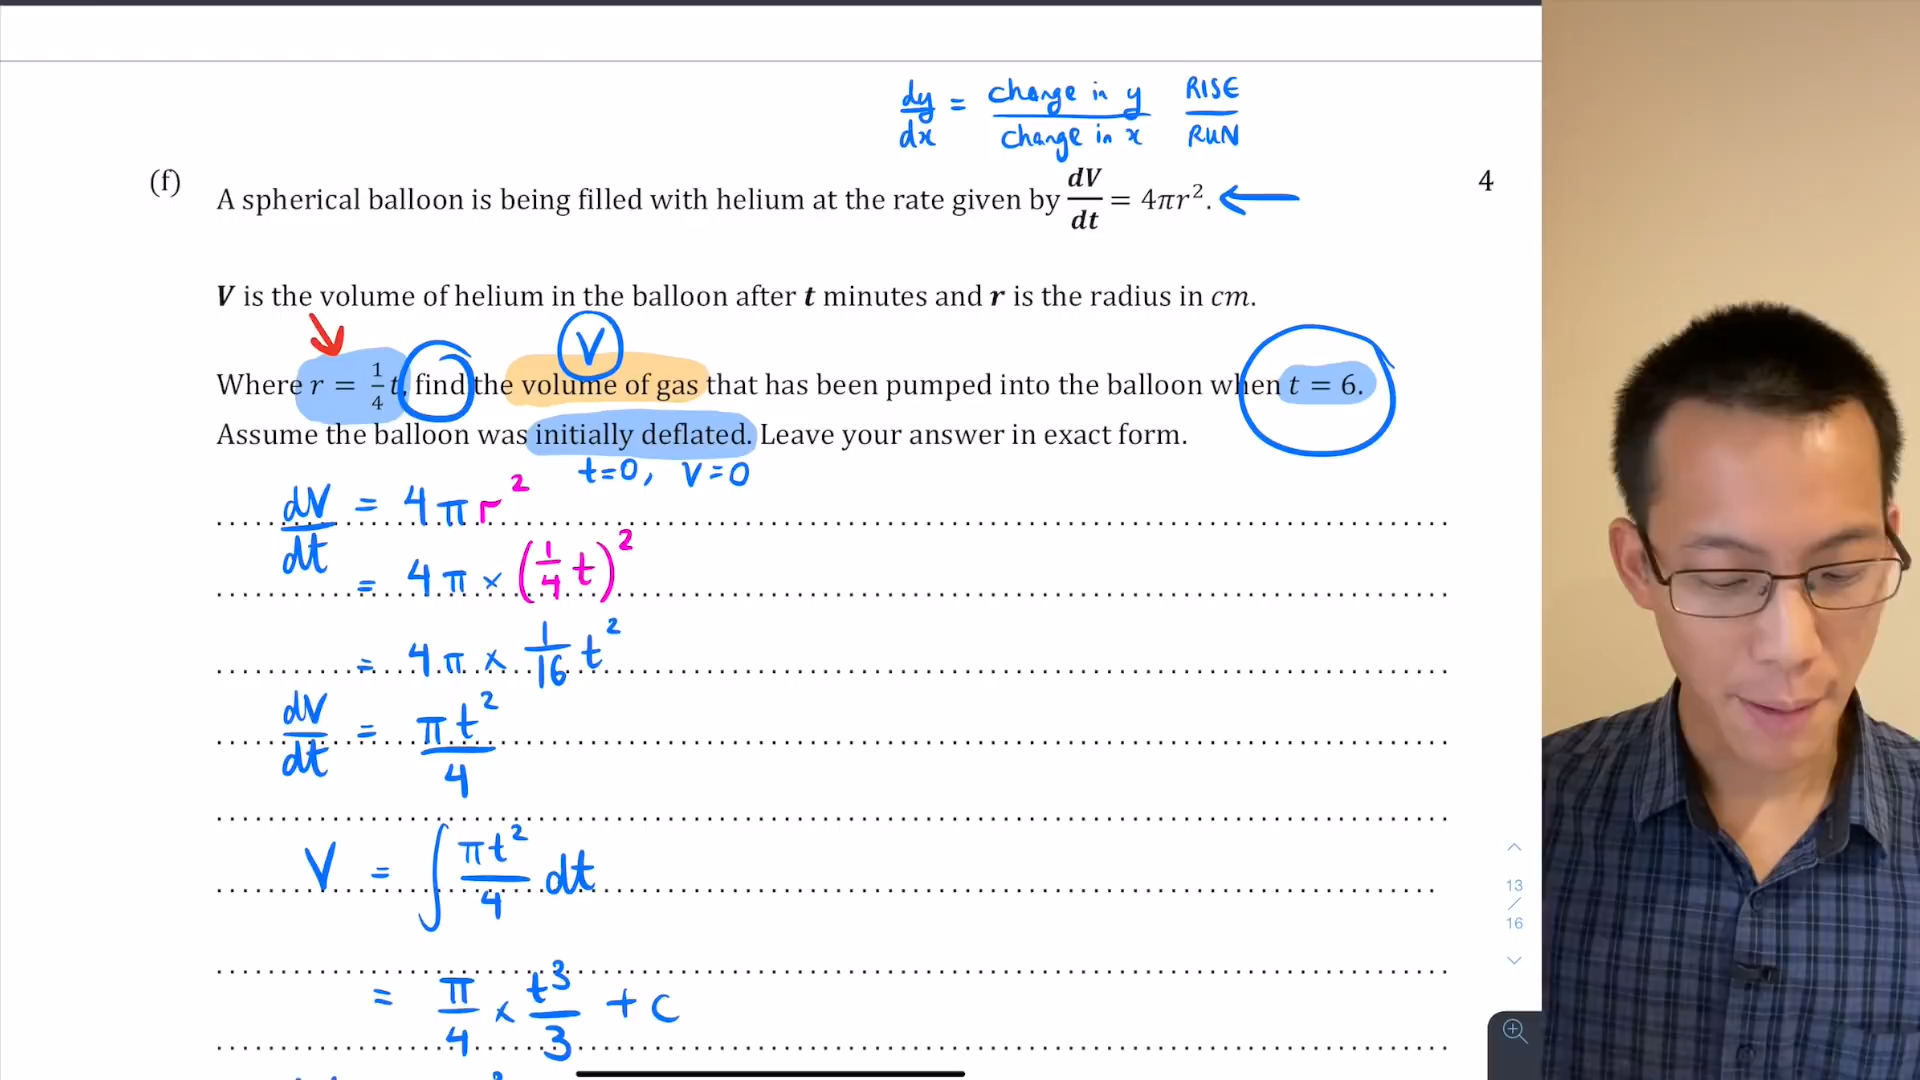 dy/dx = change in y/change in x RISE/RUN
(f) A spherical balloon is being filled with helium at the rate given by dV/dt = 4πr². ← 4
V is the volume of helium in the balloon after t minutes and r is the radius in cm.
V
Where r = 1/4 t, find the volume of gas that has been pumped into the balloon when t = 6.
Assume the balloon was initially deflated. Leave your answer in exact form.
t=0, V=0
dV/dt = 4πr²
= 4π × (1/4 t)²
= 4π × 1/16 t²
dV/dt = πt²/4
V = ∫ πt²/4 dt
= π/4 × t³/3 + c
13
/
16